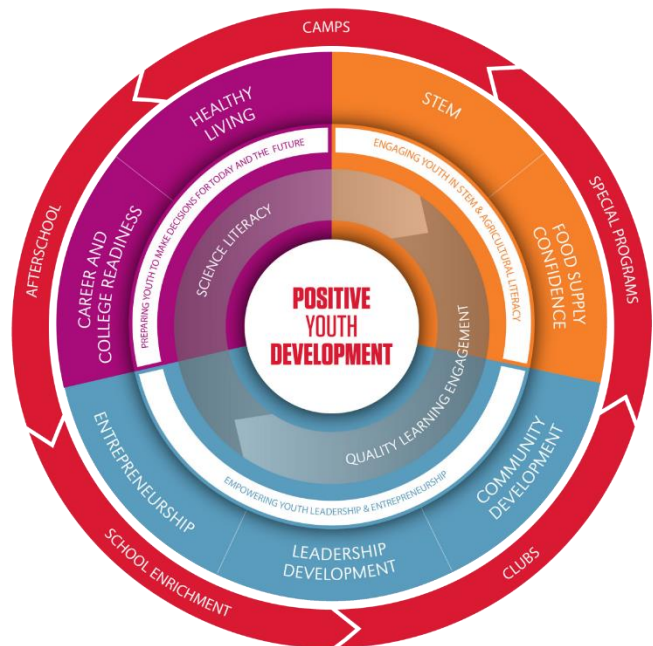 CAMPS
SPECIAL PROGRAMS
CLUBS
SCHOOL ENRICHMENT
AFTERSCHOOL
HEALTHY
LIVING
STEM
FOOD SUPPLY
CONFIDENCE
COMMUNITY
DEVELOPMENT
LEADERSHIP
DEVELOPMENT
ENTREPRENEURSHIP
CAREER AND
COLLEGE READINESS
PREPARING YOUTH TO MAKE DECISIONS FOR TODAY AND THE FUTURE
ENGAGING YOUTH IN STEM & AGRICULTURAL LITERACY
EMPOWERING YOUTH LEADERSHIP & ENTREPRENEURSHIP
SCIENCE LITERACY
QUALITY LEARNING ENGAGEMENT
POSITIVE
YOUTH
DEVELOPMENT